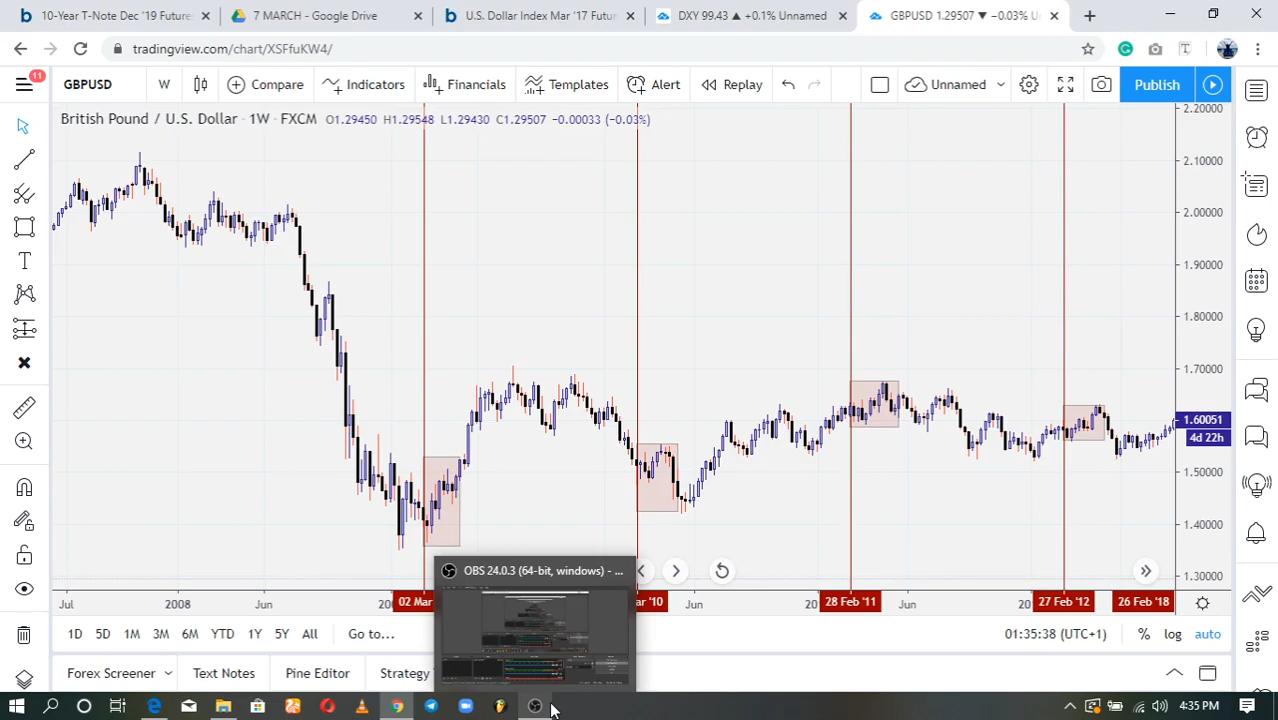 10-Year T-Note Dec '19 Future
7 MARCH - Google Drive
U.S. Dollar Index Mar '17 Futur
DXY 99.43 ▲ +0.1% Unnamed
GBPUSD 1.29507 ▼ −0.03% U
tradingview.com/chart/XSFfuKW4/
11
GBPUSD
W
Compare
Indicators
Financials
Templates
Alert
Replay
Unnamed
Publish
British Pound / U.S. Dollar · 1W · FXCM O1.29450 H1.29548 L1.29430 C1.29507 −0.00033 (−0.03%)
2.20000
2.10000
2.00000
1.90000
1.80000
1.70000
1.60051
4d 22h
1.50000
1.40000
1.30000
OBS 24.0.3 (64-bit, windows) - ...
Jul
2008
Jun
20
02 Mar
ar '10
Jun
20
28 Feb '11
Jun
20
27 Feb '12
26 Feb '18
1D 5D 1M 3M 6M YTD 1Y 5Y All Go to...
01:35:38 (UTC+1) % log auto
Forex Screener
Text Notes
Pine Editor
Strategy
4:35 PM